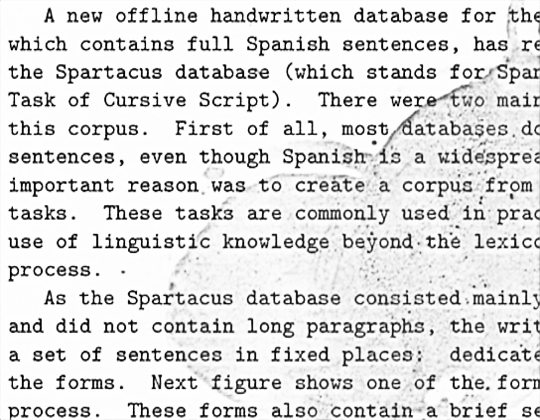 A new offline handwritten database for the
which contains full Spanish sentences, has re
the Spartacus database (which stands for Span
Task of Cursive Script). There were two main
this corpus. First of all, most databases do
sentences, even though Spanish is a widesprea
important reason was to create a corpus from
tasks. These tasks are commonly used in prac
use of linguistic knowledge beyond the lexico
process.
As the Spartacus database consisted mainly
and did not contain long paragraphs, the writ
a set of sentences in fixed places: dedicate
the forms. Next figure shows one of the form
process. These forms also contain a brief se